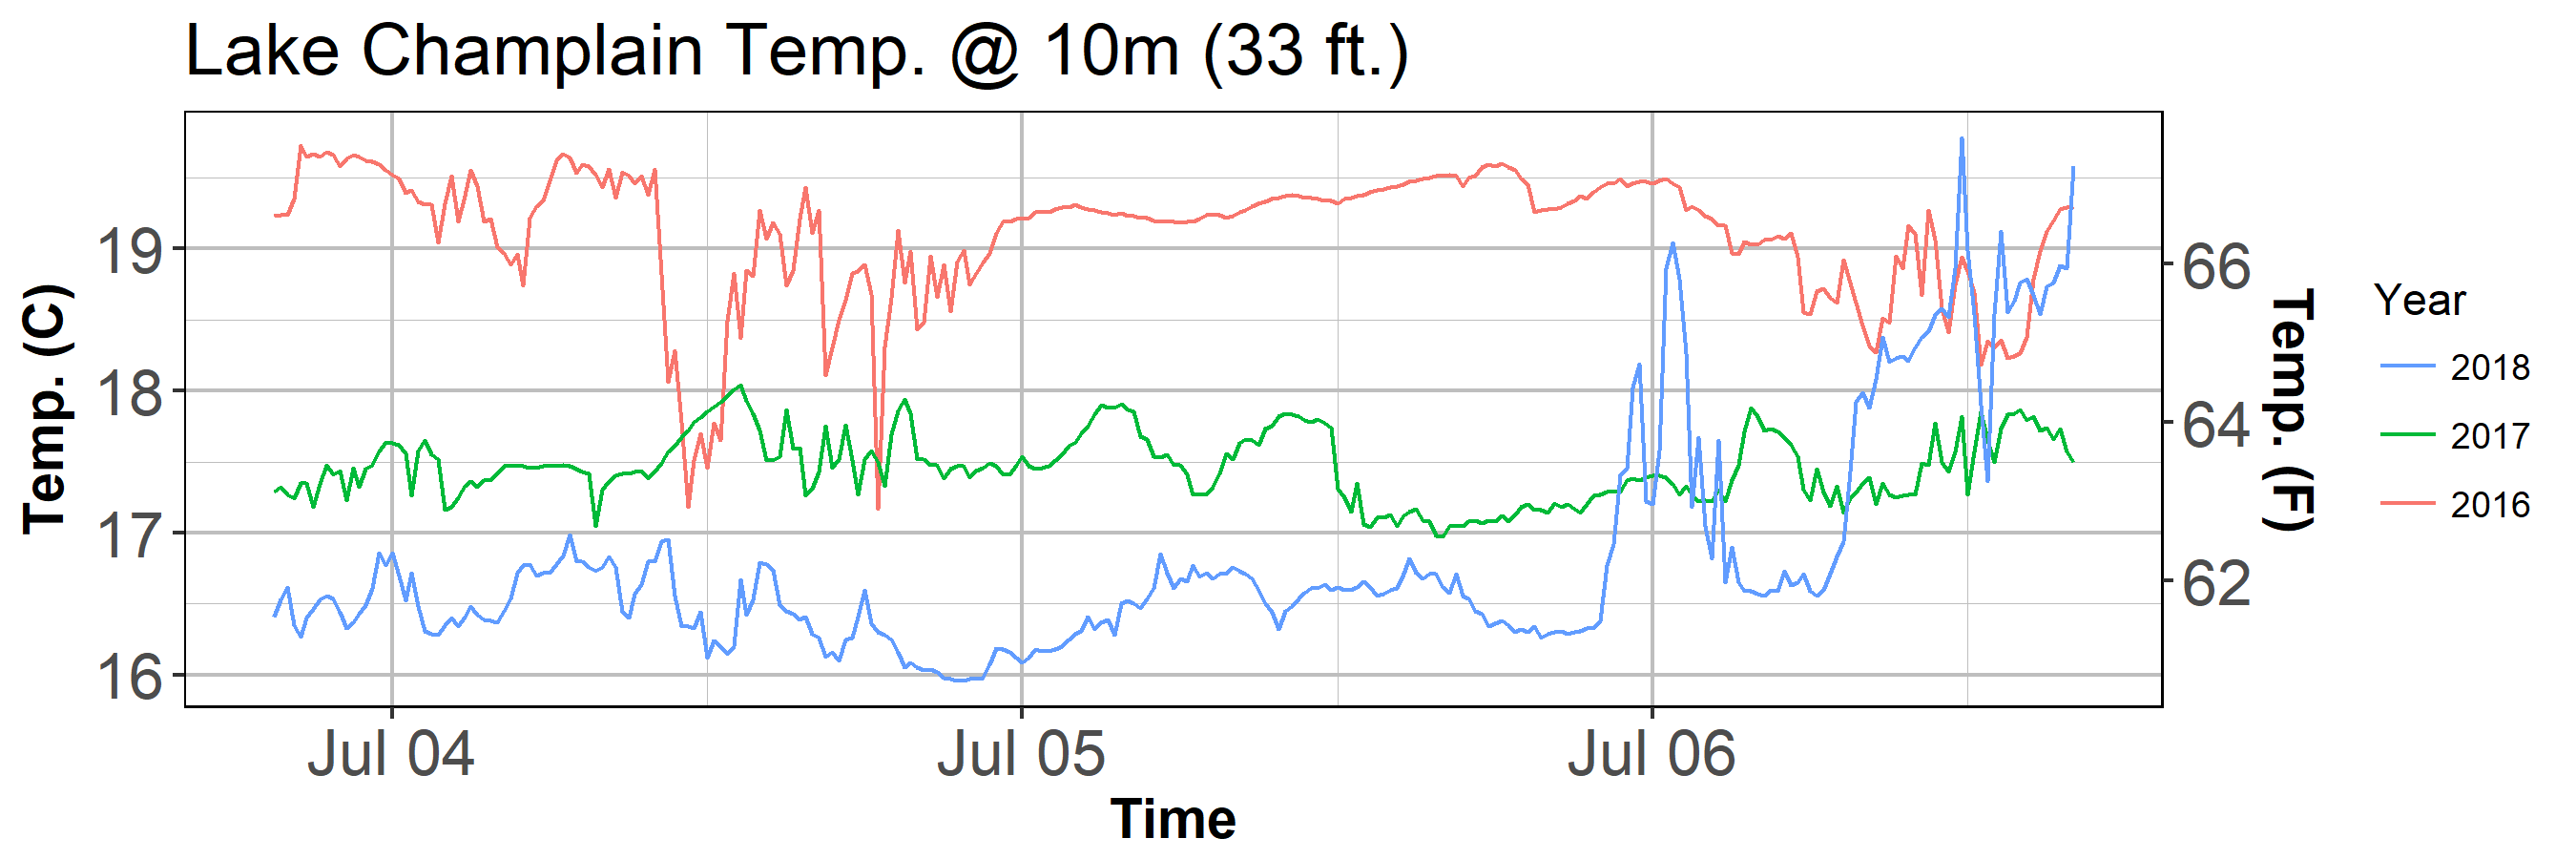 Lake Champlain Temp. @ 10m (33 ft.)
Temp. (C)
19
18
17
16
66
64
62
Temp. (F)
Jul 04
Jul 05
Jul 06
Time
Year
2018
2017
2016